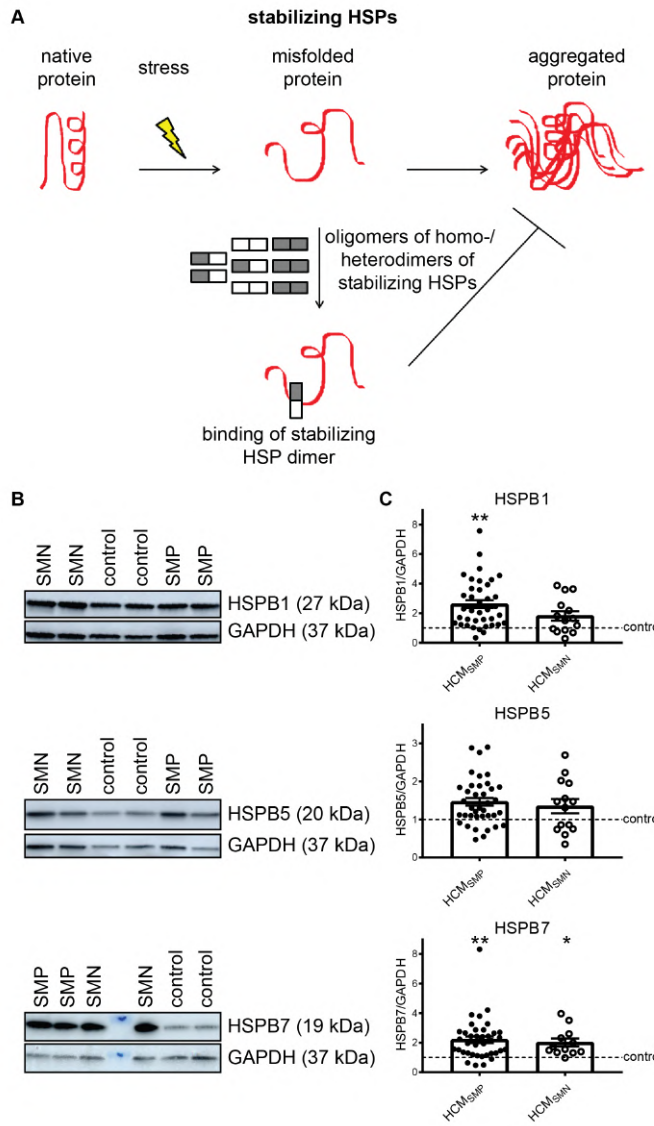 A
stabilizing HSPs
native
protein
stress
misfolded
protein
aggregated
protein
oligomers of homo-/
heterodimers of
stabilizing HSPs
binding of stabilizing
HSP dimer
B
SMN SMN control control SMP SMP
HSPB1 (27 kDa)
GAPDH (37 kDa)
SMN SMN control control SMP SMP
HSPB5 (20 kDa)
GAPDH (37 kDa)
SMP SMP SMN SMN control control
HSPB7 (19 kDa)
GAPDH (37 kDa)
C
HSPB1
HSPB1/GAPDH
8
6
4
2
0
**
control
HCMSMP HCMSMN
HSPB5
HSPB5/GAPDH
3
2
1
0
control
HCMSMP HCMSMN
HSPB7
HSPB7/GAPDH
8
6
4
2
0
** *
control
HCMSMP HCMSMN